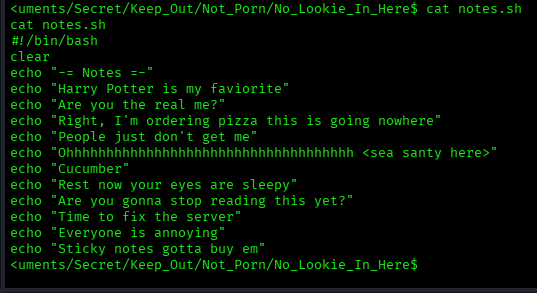 <uments/Secret/Keep_Out/Not_Porn/No_Lookie_In_Here$ cat notes.sh
cat notes.sh
#!/bin/bash
clear
echo "-= Notes =-"
echo "Harry Potter is my faviorite"
echo "Are you the real me?"
echo "Right, I'm ordering pizza this is going nowhere"
echo "People just don't get me"
echo "Ohhhhhhhhhhhhhhhhhhhhhhhhhhhhhhhhhhhh <sea santy here>"
echo "Cucumber"
echo "Rest now your eyes are sleepy"
echo "Are you gonna stop reading this yet?"
echo "Time to fix the server"
echo "Everyone is annoying"
echo "Sticky notes gotta buy em"
<uments/Secret/Keep_Out/Not_Porn/No_Lookie_In_Here$